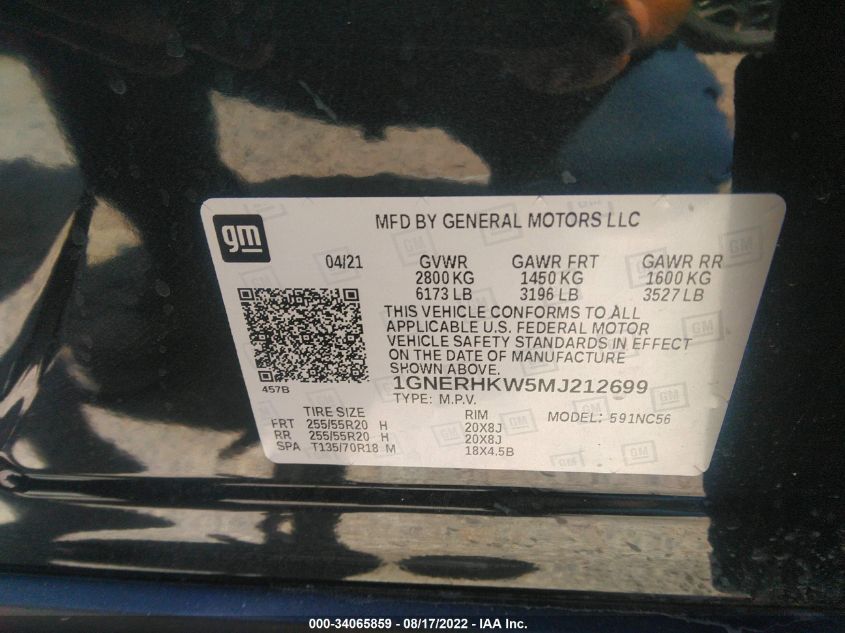 gm
MFD BY GENERAL MOTORS LLC
04/21 GVWR GAWR FRT GAWR RR
2800 KG 1450 KG 1600 KG
6173 LB 3196 LB 3527 LB
THIS VEHICLE CONFORMS TO ALL
APPLICABLE U.S. FEDERAL MOTOR
VEHICLE SAFETY STANDARDS IN EFFECT
ON THE DATE OF MANUFACTURE
SHOWN ABOVE.
457B
1GNERHKW5MJ212699
TYPE: M.P.V.
TIRE SIZE RIM MODEL: 591NC56
FRT 255/55R20 H 20X8J
RR 255/55R20 H 20X8J
SPA T135/70R18 M 18X4.5B
000-34065859 - 08/17/2022 - IAA Inc.